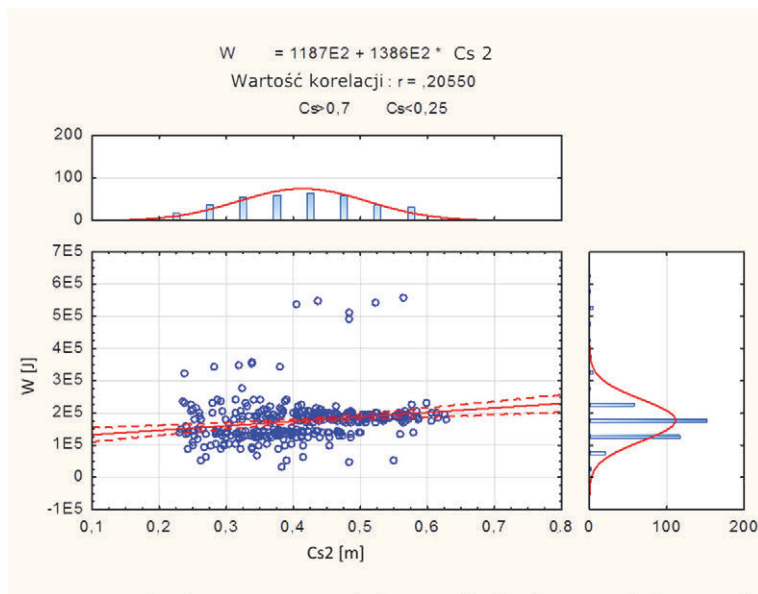 W = 1187E2 + 1386E2 * Cs 2
Wartość korelacji : r = ,20550
Cs>0,7 Cs<0,25
200
100
0
7E5
6E5
5E5
4E5
3E5
2E5
1E5
0
-1E5
W [J]
0,1 0,2 0,3 0,4 0,5 0,6 0,7 0,8
Cs2 [m]
0 100 200